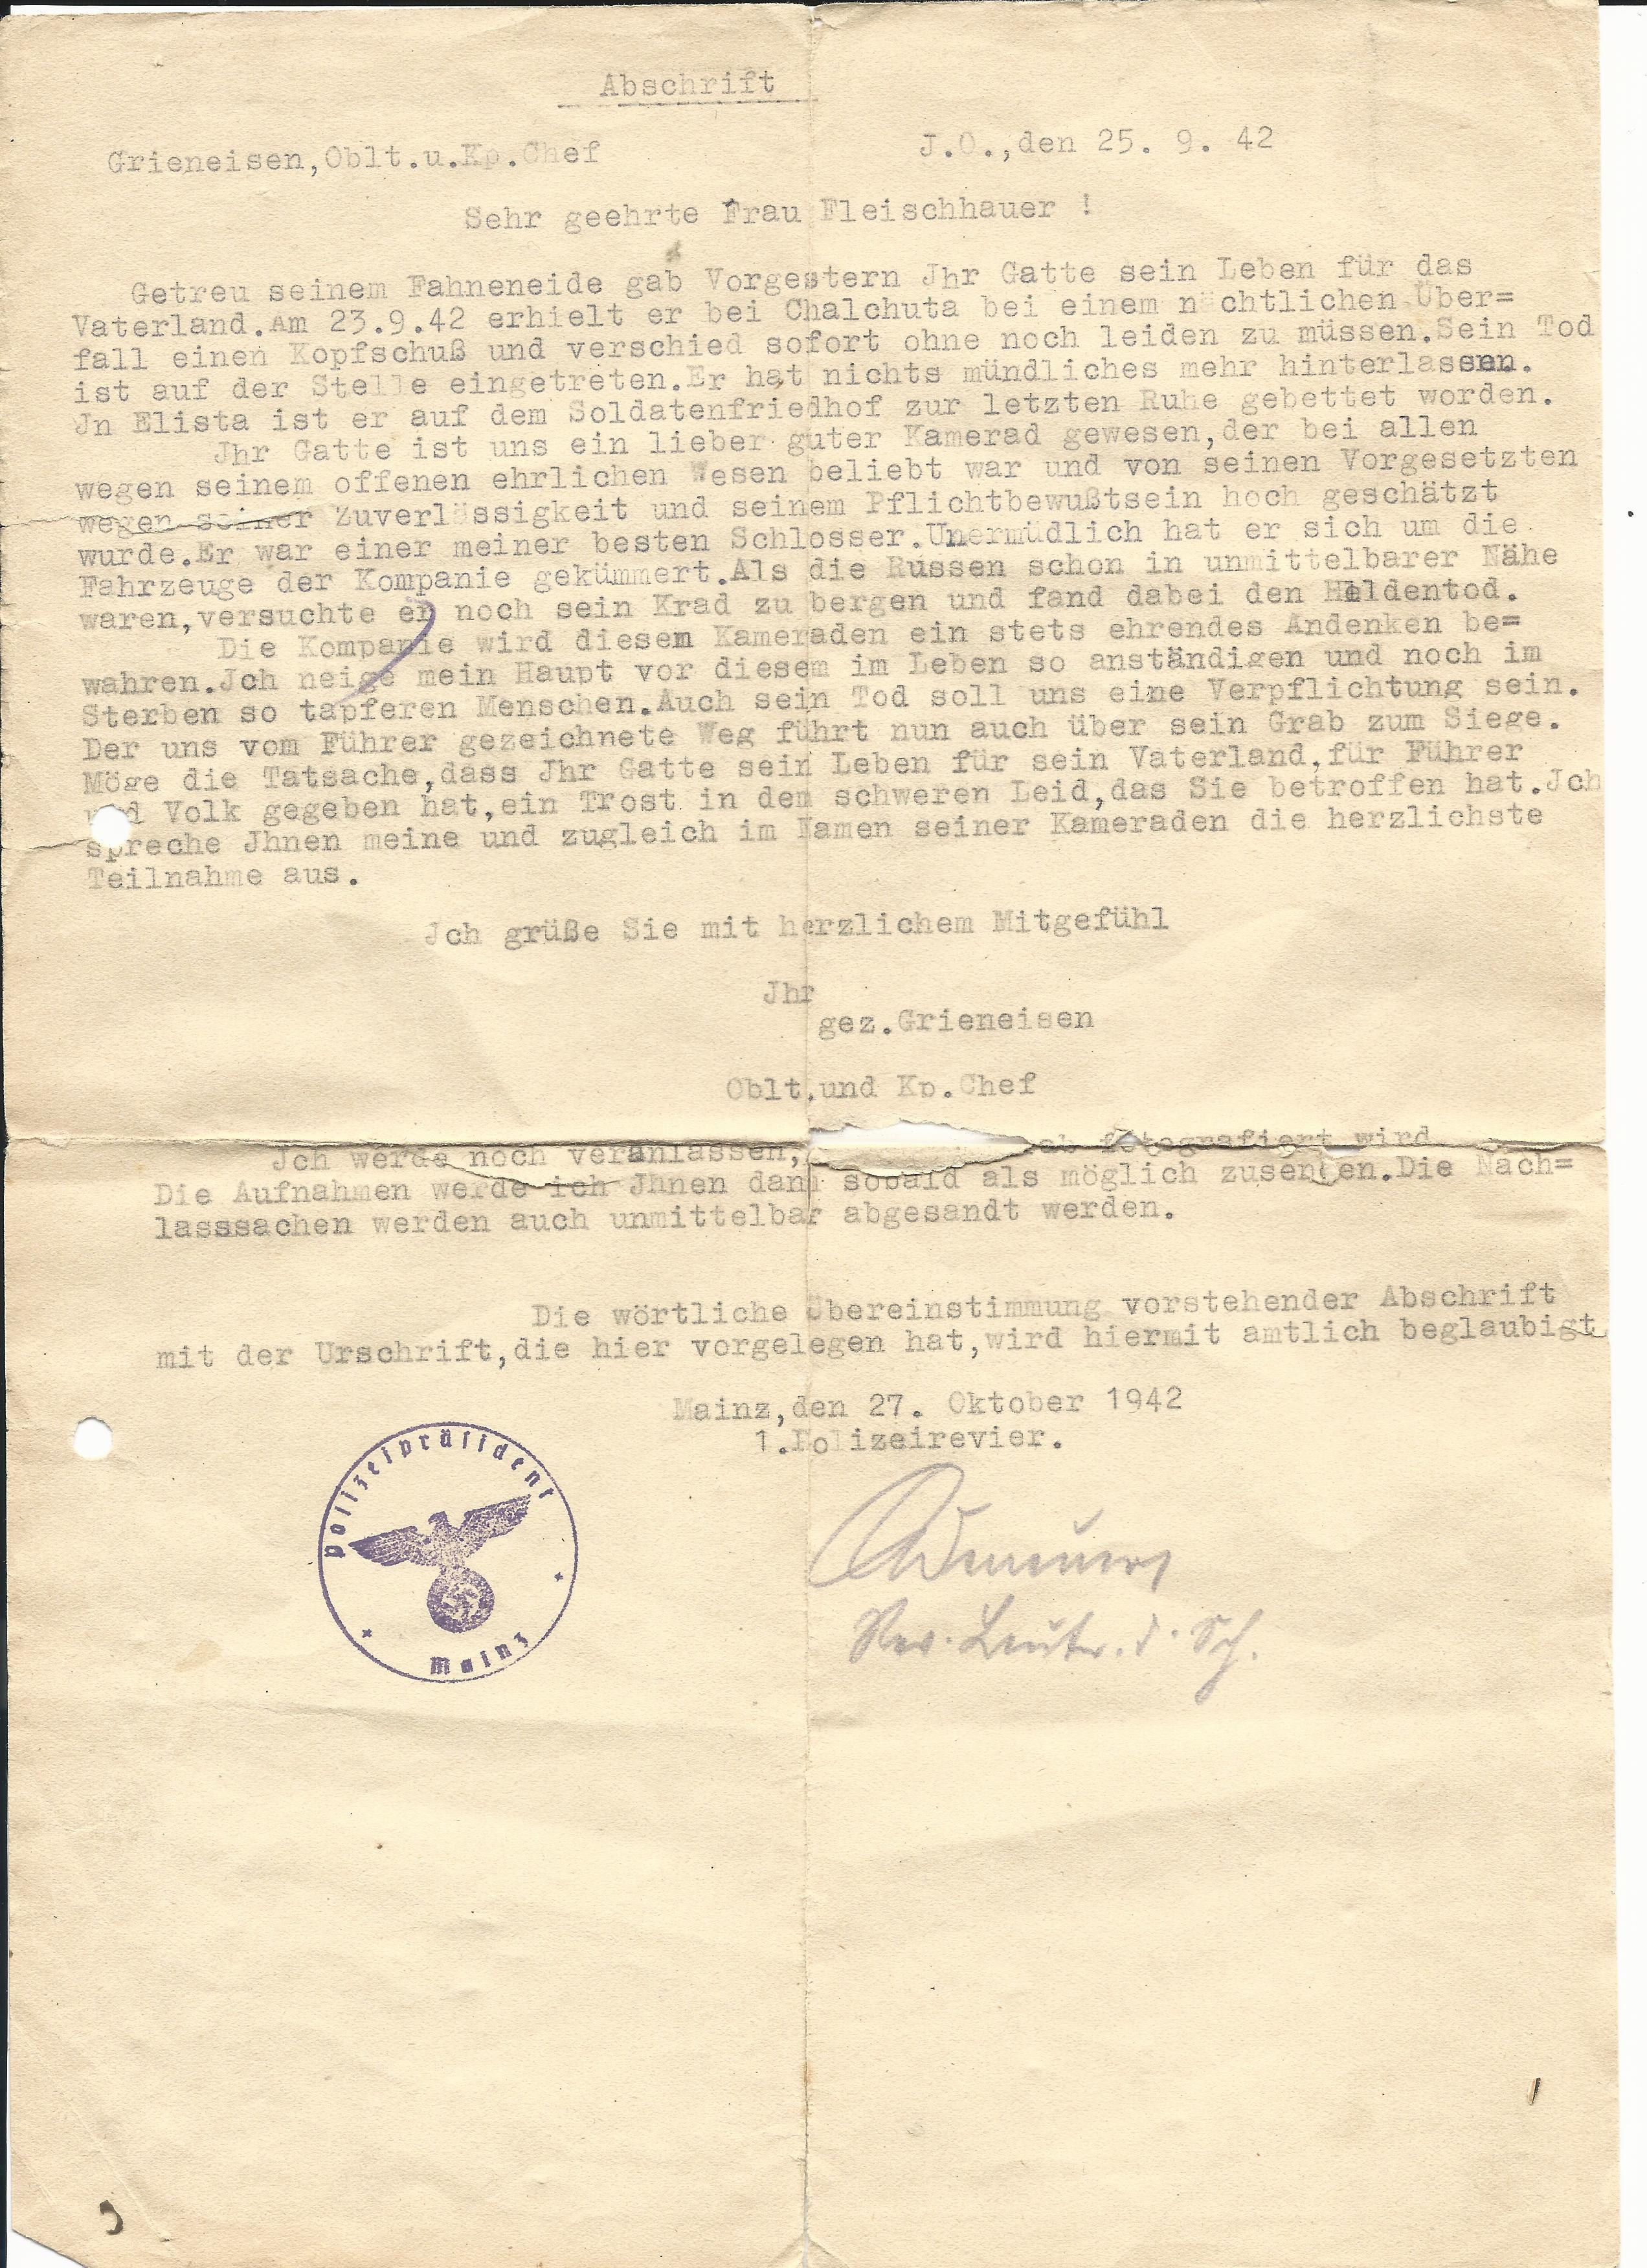 Abschrift
Grieneisen,Oblt.u.Kp.Chef
J.O.,den 25. 9. 42
Sehr geehrte Frau Fleischhauer !
Getreu seinem Fahneneide gab Vorgestern Jhr Gatte sein Leben für das
Vaterland.Am 23.9.42 erhielt er bei Chalchuta bei einem nächtlichen Über=
fall einen Kopfschuß und verschied sofort ohne noch leiden zu müssen.Sein Tod
ist auf der Stelle eingetreten.Er hat nichts mündliches mehr hinterlassen.
Jn Elista ist er auf dem Soldatenfriedhof zur letzten Ruhe gebettet worden.
Jhr Gatte ist uns ein lieber guter Kamerad gewesen,der bei allen
wegen seinem offenen ehrlichen Wesen beliebt war und von seinen Vorgesetzten
wegen seiner Zuverlässigkeit und seinem Pflichtbewußtsein hoch geschätzt
wurde.Er war einer meiner besten Schlosser.Unermüdlich hat er sich um die
Fahrzeuge der Kompanie gekümmert.Als die Russen schon in unmittelbarer Nähe
waren,versuchte er noch sein Krad zu bergen und fand dabei den Heldentod.
Die Kompanie wird diesem Kameraden ein stets ehrendes Andenken be=
wahren.Jch neige mein Haupt vor diesem im Leben so anständigen und noch im
Sterben so tapferen Menschen.Auch sein Tod soll uns eine Verpflichtung sein.
Der uns vom Führer gezeichnete Weg führt nun auch über sein Grab zum Siege.
Möge die Tatsache,dass Jhr Gatte sein Leben für sein Vaterland,für Führer
und Volk gegeben hat,ein Trost in dem schweren Leid,das Sie betroffen hat.Jch
spreche Jhnen meine und zugleich im Namen seiner Kameraden die herzlichste
Teilnahme aus.
Jch grüße Sie mit herzlichem Mitgefühl
Jhr
gez.Grieneisen
Oblt.und Kp.Chef
Jch werde noch veranlassen, fotografiert wird
Die Aufnahmen werde ich Jhnen dann sobald als möglich zusenden.Die Nach=
lasssachen werden auch unmittelbar abgesandt werden.
Die wörtliche Übereinstimmung vorstehender Abschrift
mit der Urschrift,die hier vorgelegen hat,wird hiermit amtlich beglaubigt
Mainz,den 27. Oktober 1942
1.Polizeirevier.
Polizeipräsident
Mainz
Rev. Leutn. d. Sch.